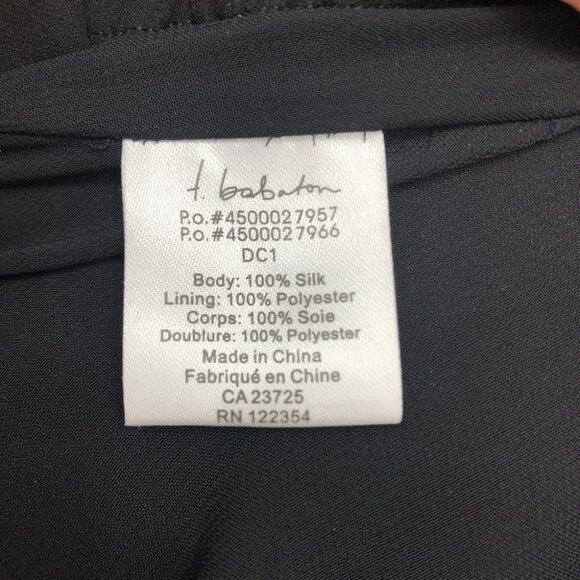 t. babaton
P.o.#4500027957
P.o.#4500027966
DC1
Body: 100% Silk
Lining: 100% Polyester
Corps: 100% Soie
Doublure: 100% Polyester
Made in China
Fabriqué en Chine
CA 23725
RN 122354